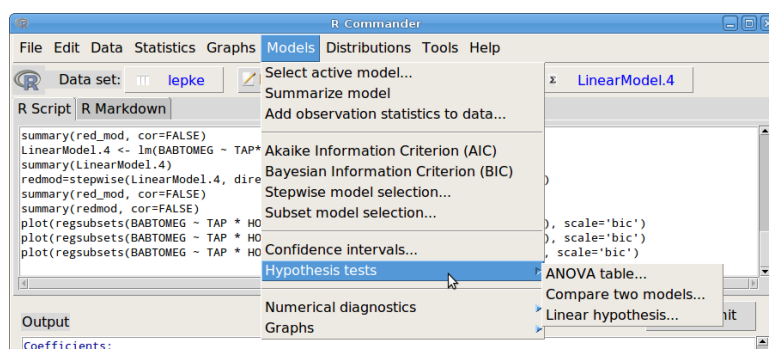 R Commander
File Edit Data Statistics Graphs Models Distributions Tools Help
Data set: lepke
Σ LinearModel.4
R Script R Markdown
summary(red_mod, cor=FALSE)
LinearModel.4 <- lm(BABTOMEG ~ TAP*
summary(LinearModel.4)
redmod=stepwise(LinearModel.4, dire
)
summary(red_mod, cor=FALSE)
summary(redmod, cor=FALSE)
plot(regsubsets(BABTOMEG ~ TAP * HO
), scale='bic')
plot(regsubsets(BABTOMEG ~ TAP * HO
), scale='bic')
plot(regsubsets(BABTOMEG ~ TAP * HO
, scale='bic')
Select active model...
Summarize model
Add observation statistics to data...
Akaike Information Criterion (AIC)
Bayesian Information Criterion (BIC)
Stepwise model selection...
Subset model selection...
Confidence intervals...
Hypothesis tests
Numerical diagnostics
Graphs
ANOVA table...
Compare two models...
Linear hypothesis...
Output
Coefficients: